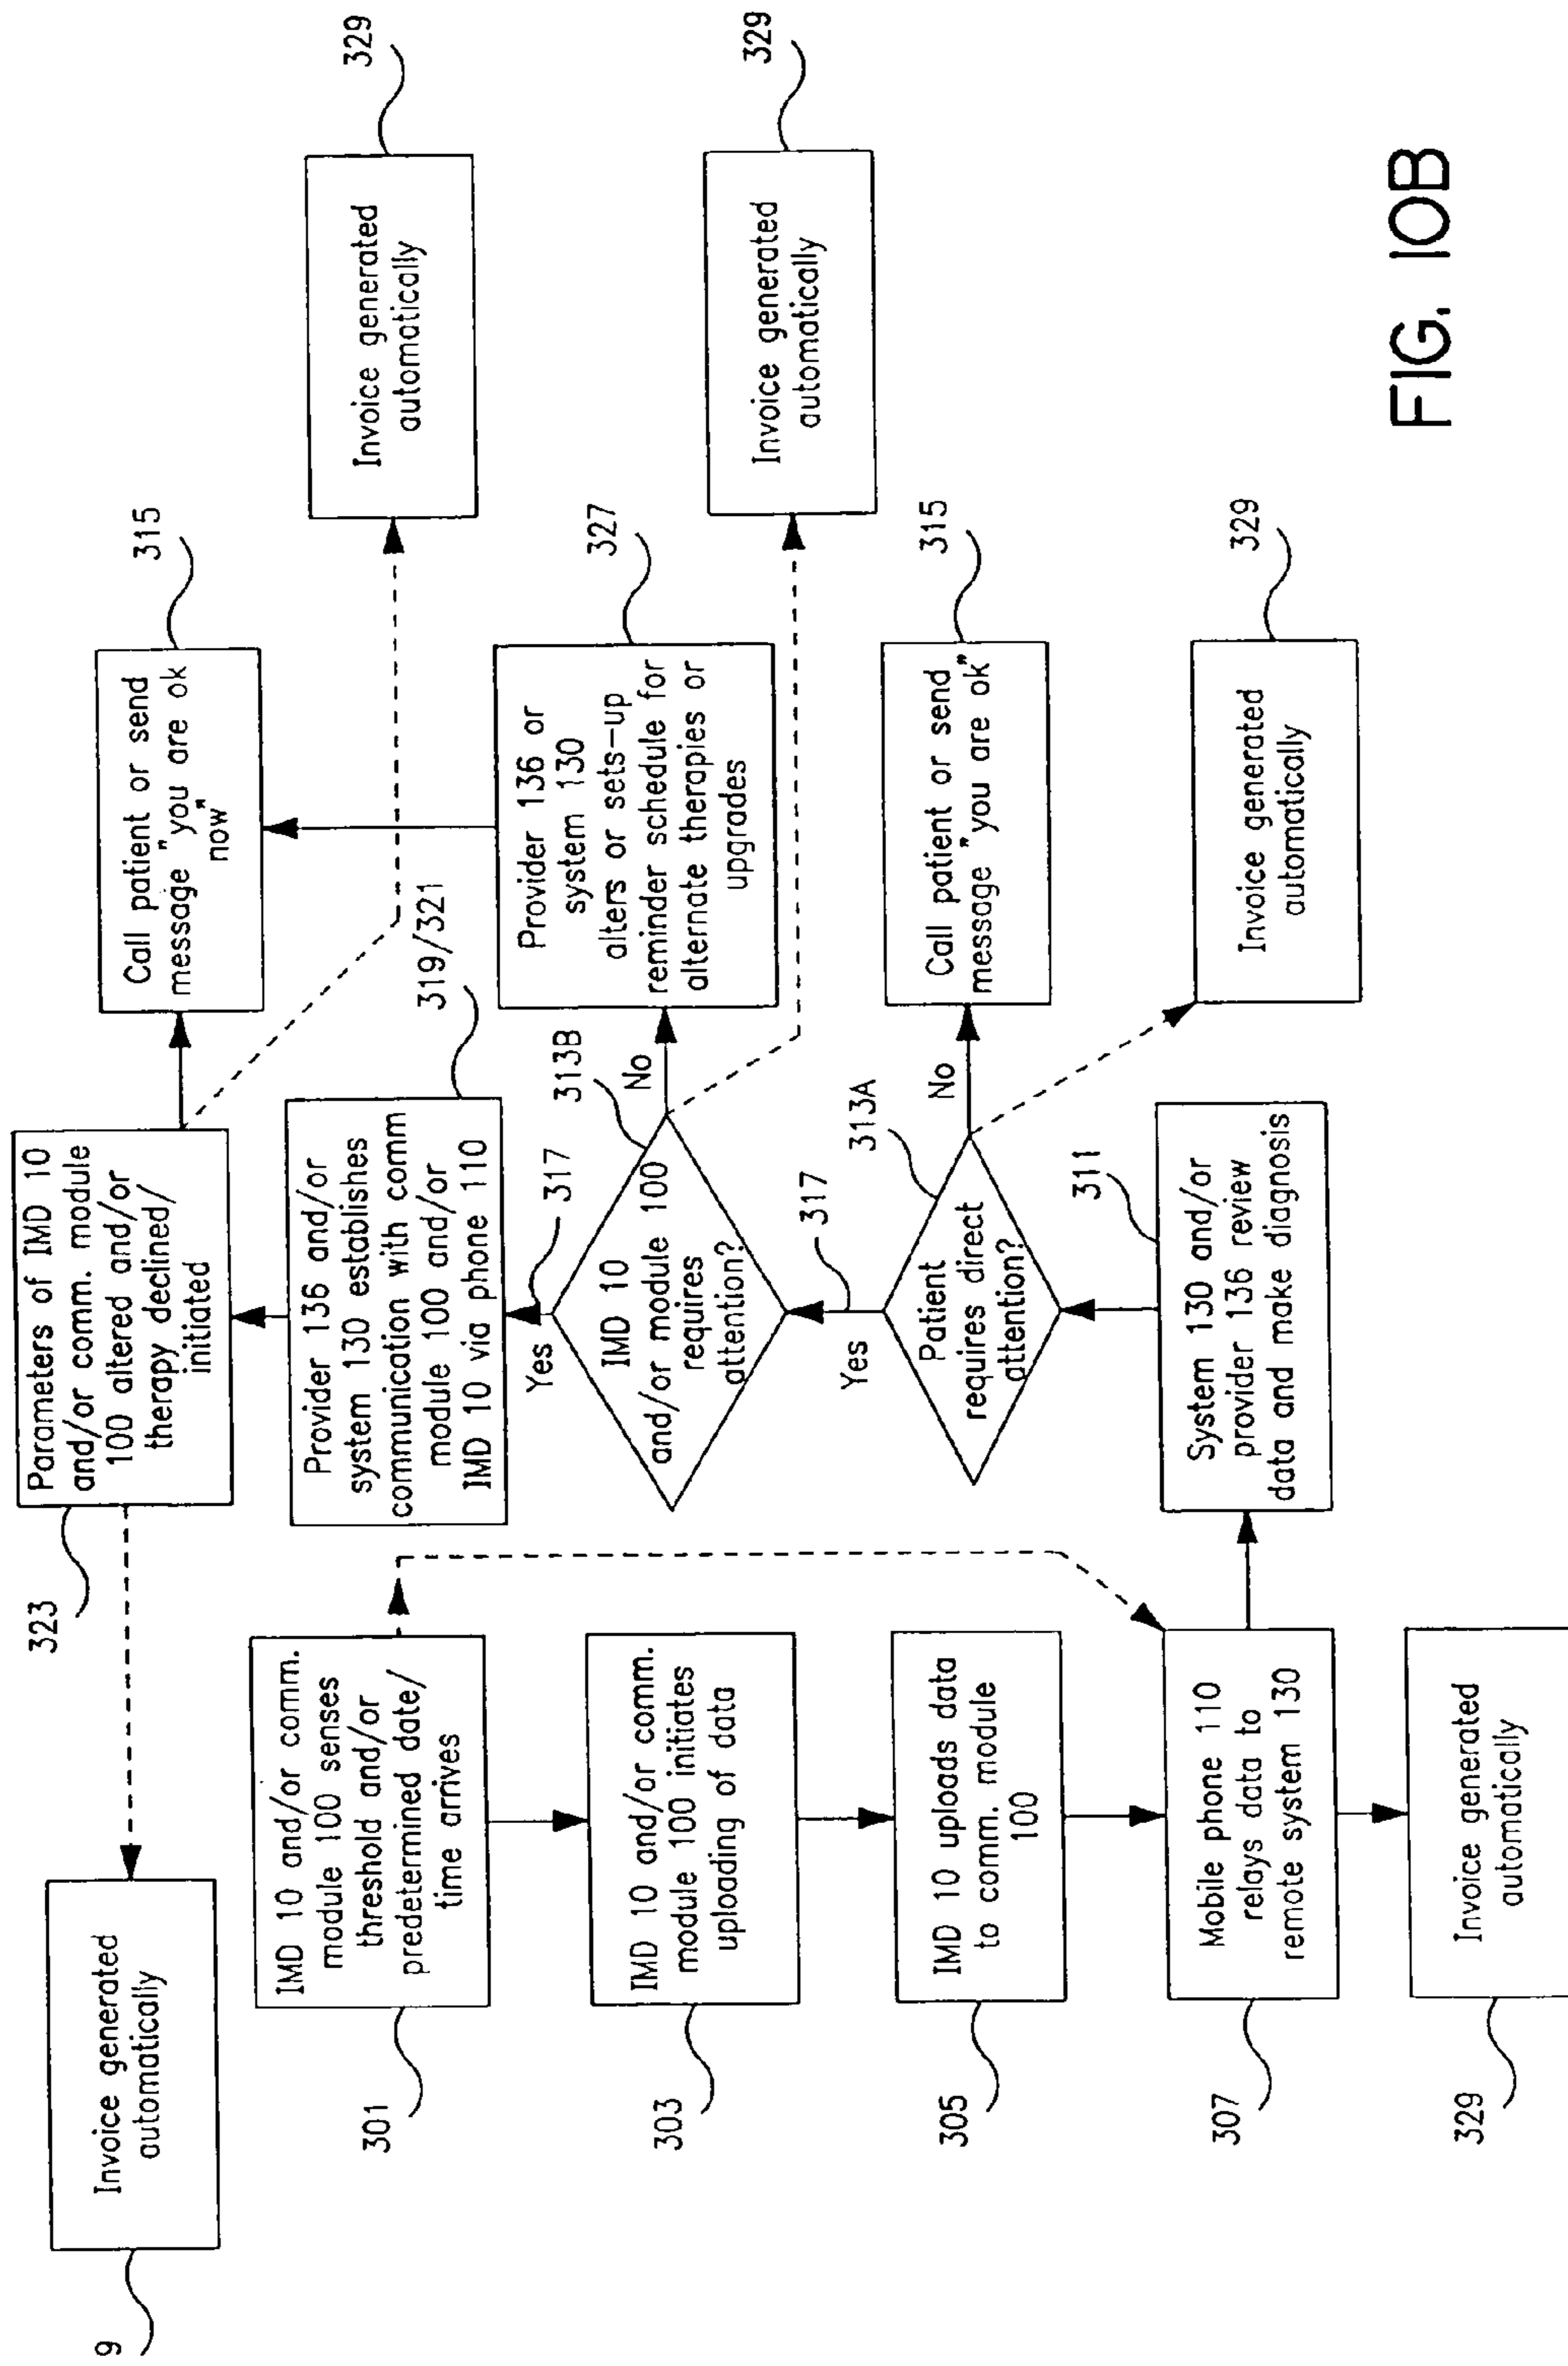 9
Invoice generated
automatically
323
Parameters of IMD 10
and/or comm. module
100 altered and/or
therapy declined/
initiated
Call patient or send
message "you are ok
now"
315
Invoice generated
automatically
329
301
IMD 10 and/or comm.
module 100 senses
threshold and/or
predetermined date/
time arrives
Provider 136 and/or
system 130 establishes
communication with comm
module 100 and/or
IMD 10 via phone 110
319/321
303
IMD 10 and/or comm.
module 100 initiates
uploading of data
Yes
317
IMD 10
and/or module 100
requires
attention?
313B
No
Provider 136 or
system 130
alters or sets-up
reminder schedule for
alternate therapies or
upgrades
327
Invoice generated
automatically
329
305
IMD 10 uploads data
to comm. module
100
Yes
317
Patient
requires direct
attention?
313A
No
Call patient or send
message "you are ok"
315
307
Mobile phone 110
relays data to
remote system 130
System 130 and/or
provider 136 review
data and make diagnosis
311
Invoice generated
automatically
329
329
Invoice generated
automatically
FIG. 10B